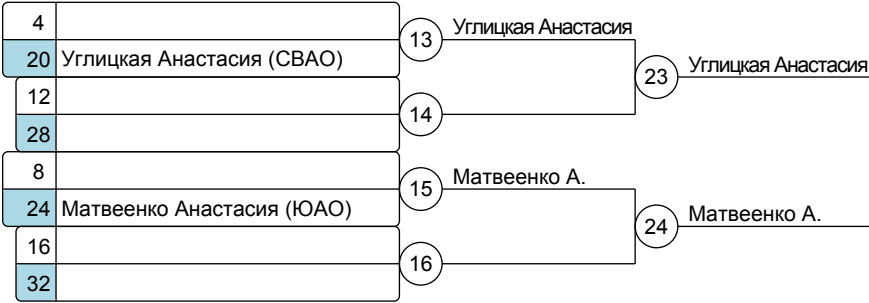 4
13 Углицкая Анастасия
20 Углицкая Анастасия (СВАО)
23 Углицкая Анастасия
12
14
28
8
15 Матвеенко А.
24 Матвеенко Анастасия (ЮАО)
24 Матвеенко А.
16
16
32